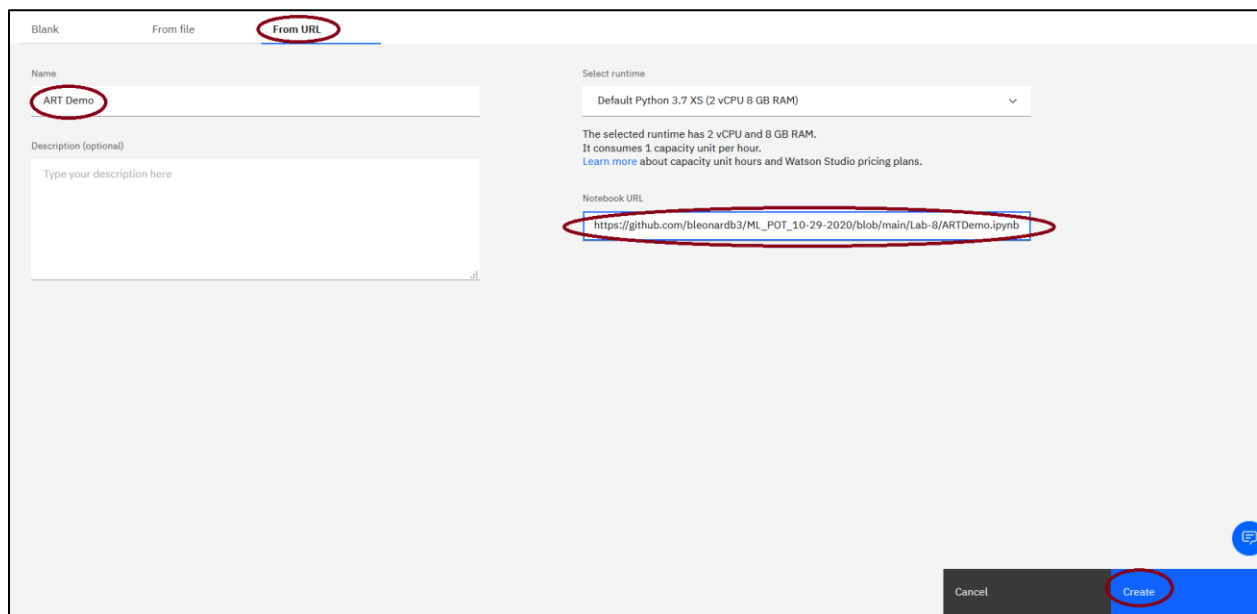 Blank From file From URL
Name
ART Demo
Description (optional)
Type your description here
Select runtime
Default Python 3.7 XS (2 vCPU 8 GB RAM)
The selected runtime has 2 vCPU and 8 GB RAM.
It consumes 1 capacity unit per hour.
Learn more about capacity unit hours and Watson Studio pricing plans.
Notebook URL
https://github.com/bleonardb3/ML_POT_10-29-2020/blob/main/Lab-8/ARTDemo.ipynb
Cancel Create